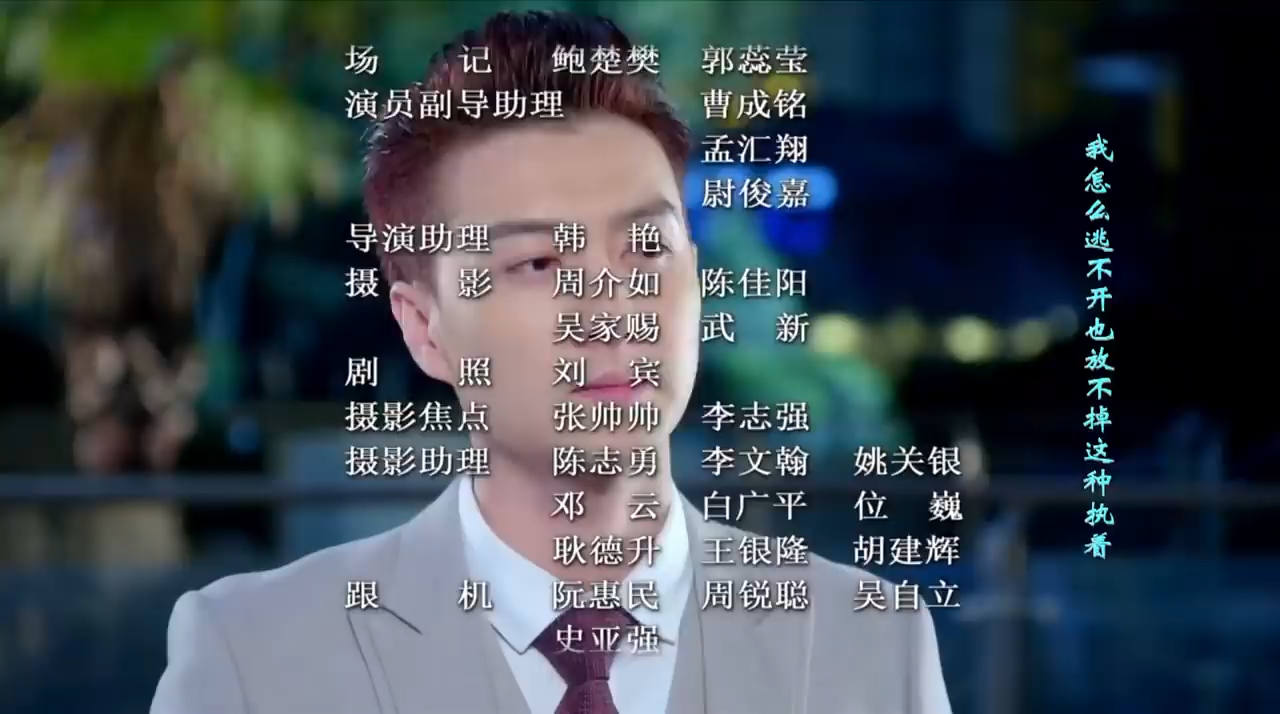 场 记 鲍楚樊 郭蕊莹
演员副导助理 曹成铭
孟汇翔
尉俊嘉
导演助理 韩 艳
摄 影 周介如 陈佳阳
吴家赐 武 新
剧 照 刘 宾
摄影焦点 张帅帅 李志强
摄影助理 陈志勇 李文翰 姚关银
邓 云 白广平 位 巍
耿德升 王银隆 胡建辉
跟 机 阮惠民 周锐聪 吴自立
史亚强
我怎么逃不开也放不掉这种执着